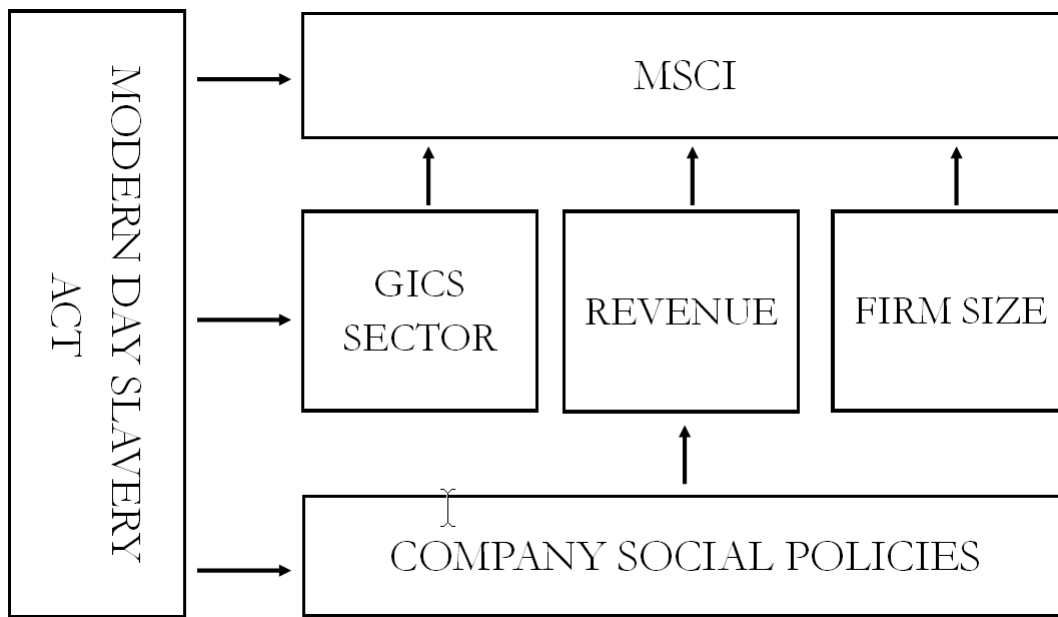 MODERN DAY SLAVERY
ACT
MSCI
GICS
SECTOR
REVENUE
FIRM SIZE
COMPANY SOCIAL POLICIES